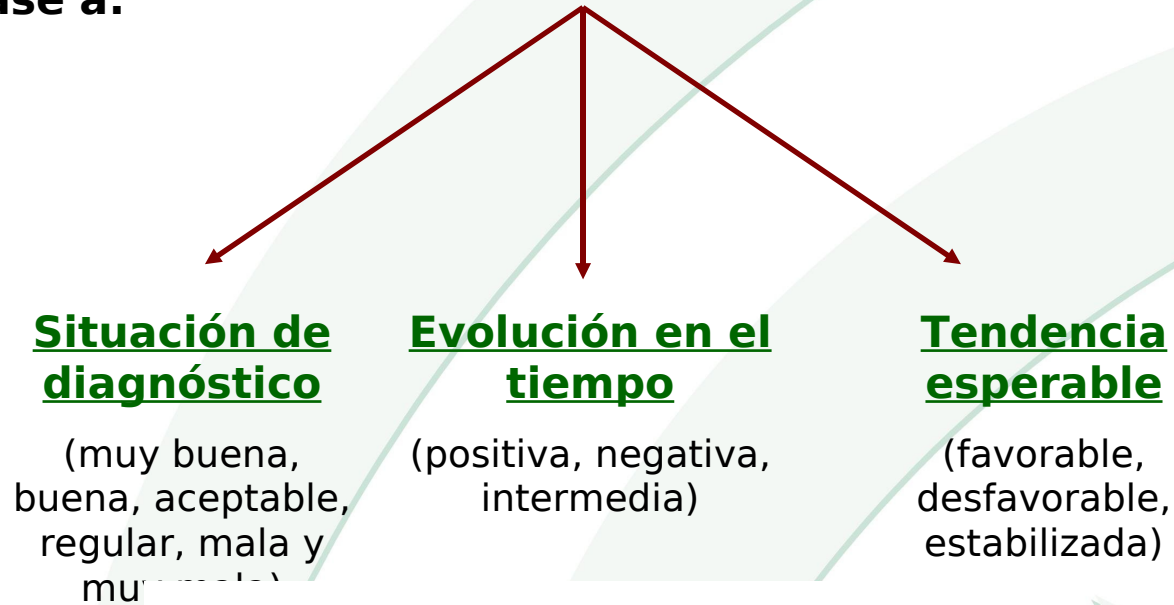 a:
Situación de
diagnóstico
(muy buena,
buena, aceptable,
regular, mala y
Evolución en el
tiempo
(positiva, negativa,
intermedia)
Tendencia
esperable
(favorable,
desfavorable,
estabilizada)